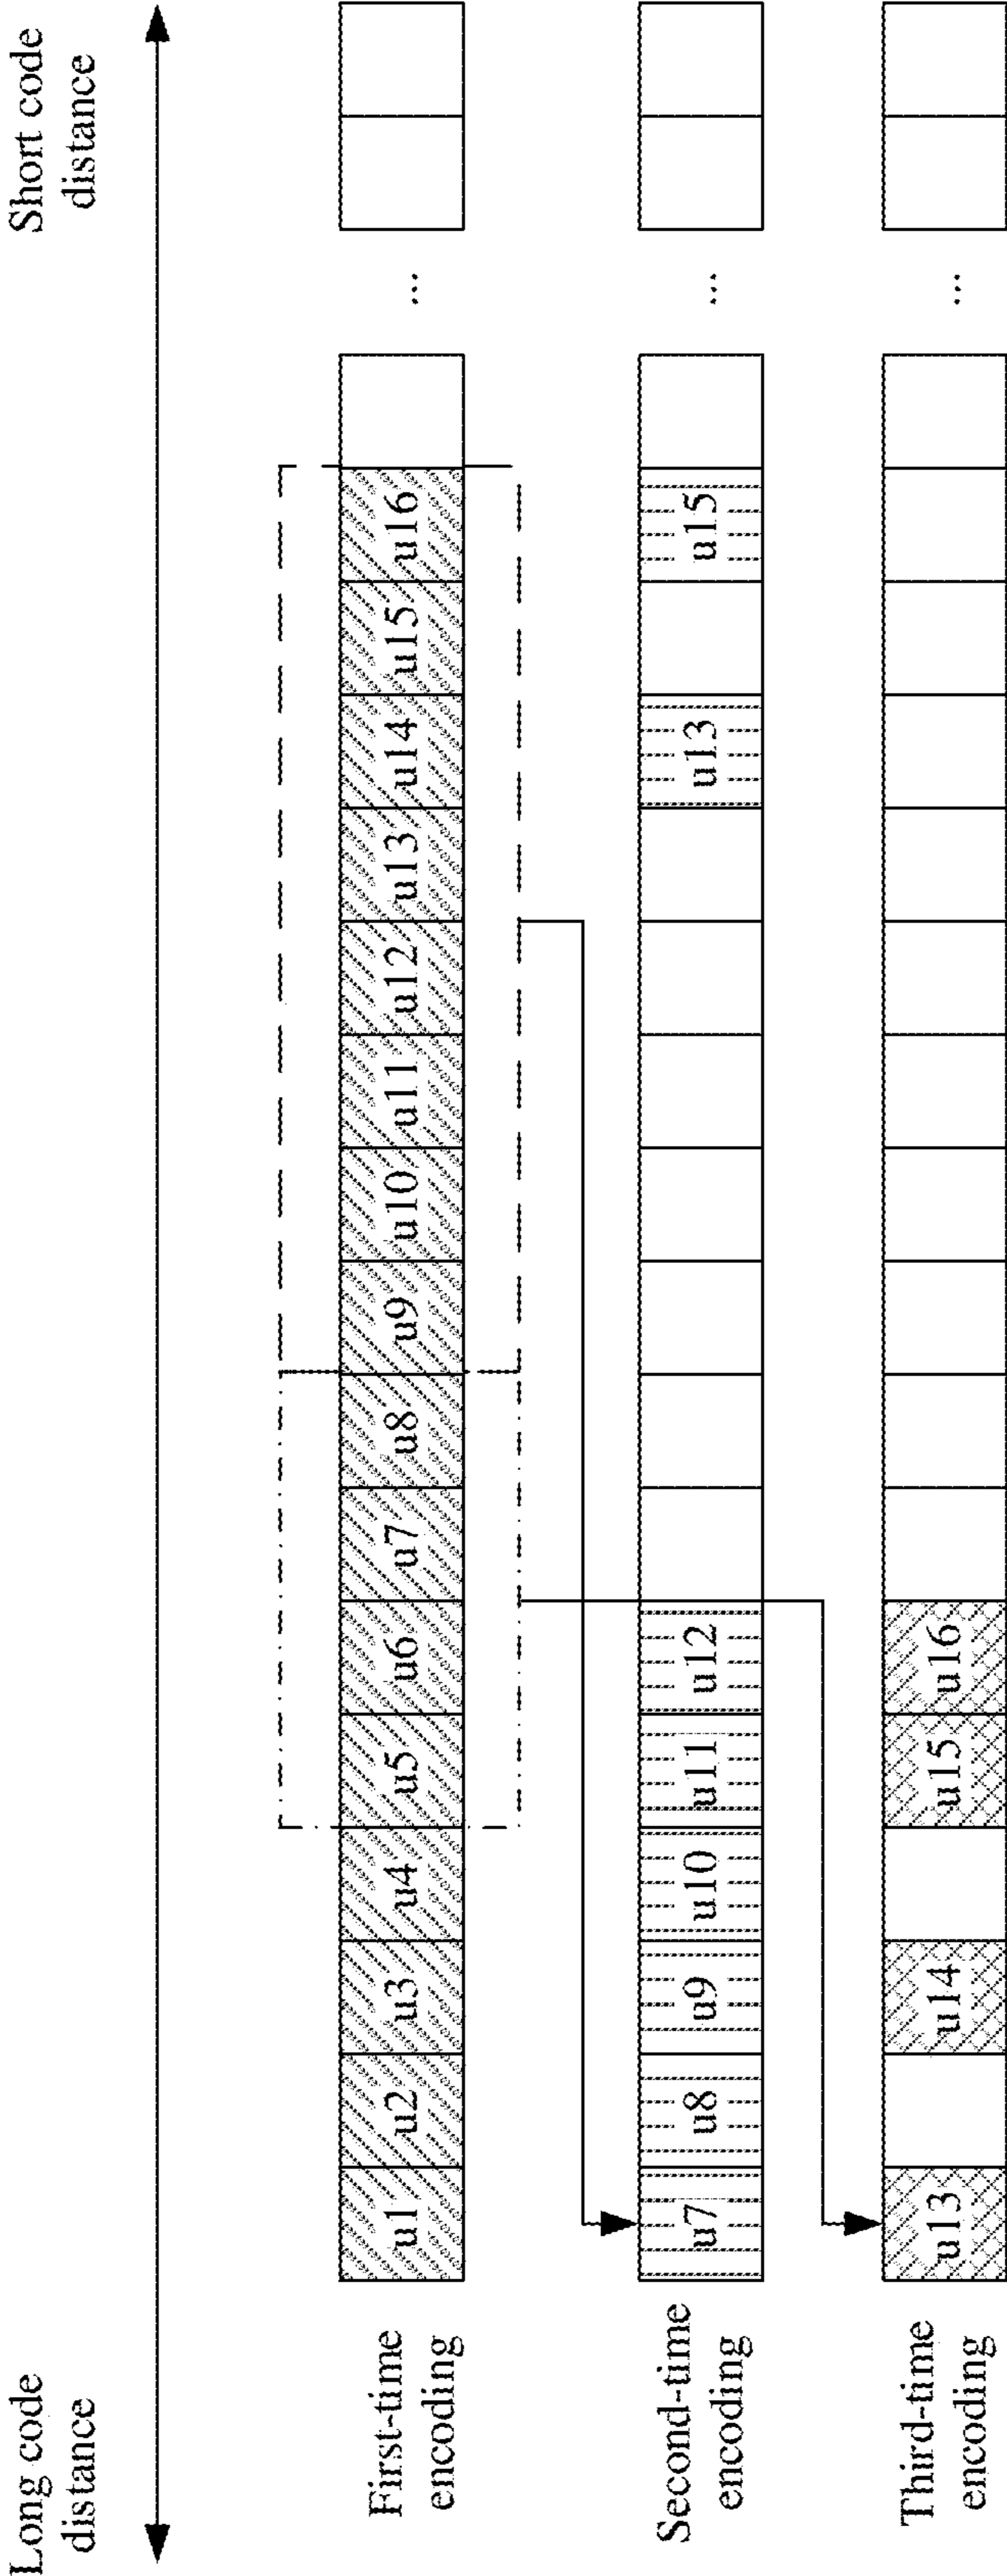 Long code
distance
Short code
distance
First-time
encoding
u1 u2 u3 u4 u5 u6 u7 u8 u9 u10 u11 u12 u13 u14 u15 u16 ...
Second-time
encoding
u7 u8 u9 u10 u11 u12 u13 u15 ...
Third-time
encoding
u13 u14 u15 u16 ...